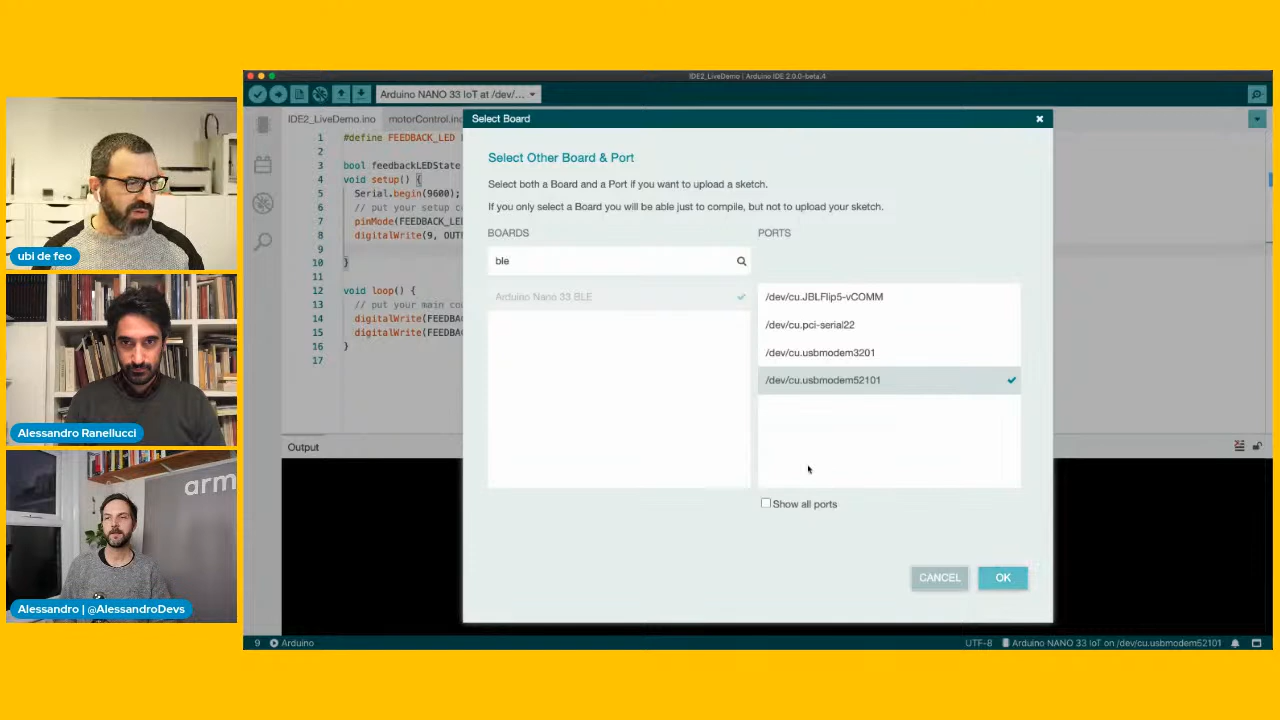 IDE2_LiveDemo | Arduino IDE 2.0.0-beta.4
Arduino NANO 33 IoT at /dev/...
IDE2_LiveDemo.ino
motorControl.ino
1 #define FEEDBACK_LED
2
3 bool feedbackLEDState
4 void setup() {
5 Serial.begin(9600);
6 // put your setup c
7 pinMode(FEEDBACK_LE
8 digitalWrite(9, OUT
9
10 }
11
12 void loop() {
13 // put your main co
14 digitalWrite(FEEDBA
15 digitalWrite(FEEDBA
16 }
17
Select Board
Select Other Board & Port
Select both a Board and a Port if you want to upload a sketch.
If you only select a Board you will be able just to compile, but not to upload your sketch.
BOARDS
ble
Arduino Nano 33 BLE
PORTS
/dev/cu.JBLFlip5-vCOMM
/dev/cu.pci-serial22
/dev/cu.usbmodem3201
/dev/cu.usbmodem52101
Show all ports
CANCEL
OK
Output
9 Arduino
UTF-8 Arduino NANO 33 IoT on /dev/cu.usbmodem52101
ubi de feo
Alessandro Ranellucci
arm
Alessandro | @AlessandroDevs